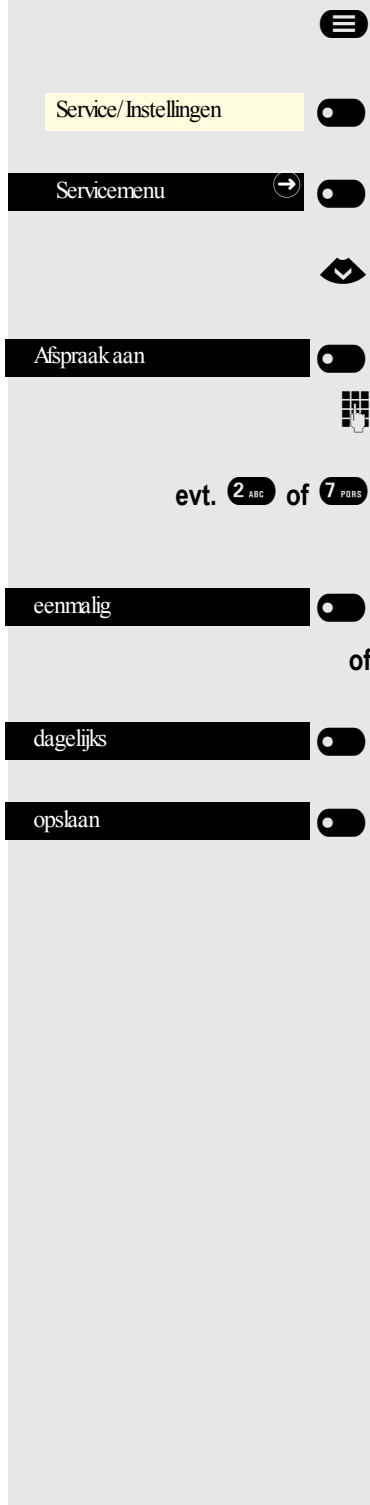 Service/Instellingen
Servicemenu
Afspraak aan
evt. 2 ABC of 7 PQRS
eenmalig
of
dagelijks
opslaan